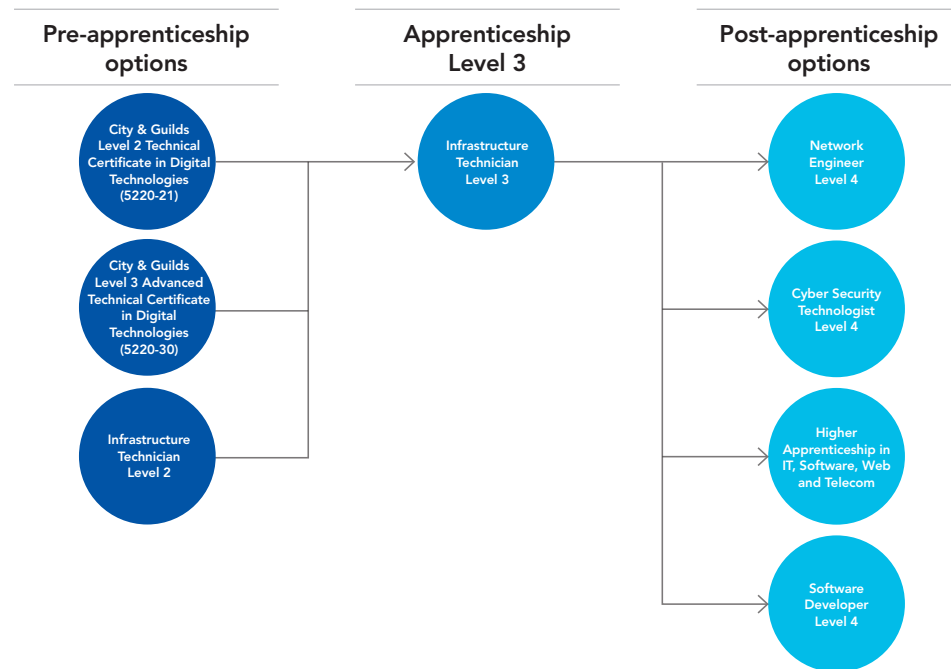 Pre-apprenticeship
options
City & Guilds
Level 2 Technical
Certificate in Digital
Technologies
(5220-21)
City & Guilds
Level 3 Advanced
Technical Certificate
in Digital
Technologies
(5220-30)
Infrastructure
Technician
Level 2
Apprenticeship
Level 3
Infrastructure
Technician
Level 3
Post-apprenticeship
options
Network
Engineer
Level 4
Cyber Security
Technologist
Level 4
Higher
Apprenticeship in
IT, Software, Web
and Telecom
Software
Developer
Level 4